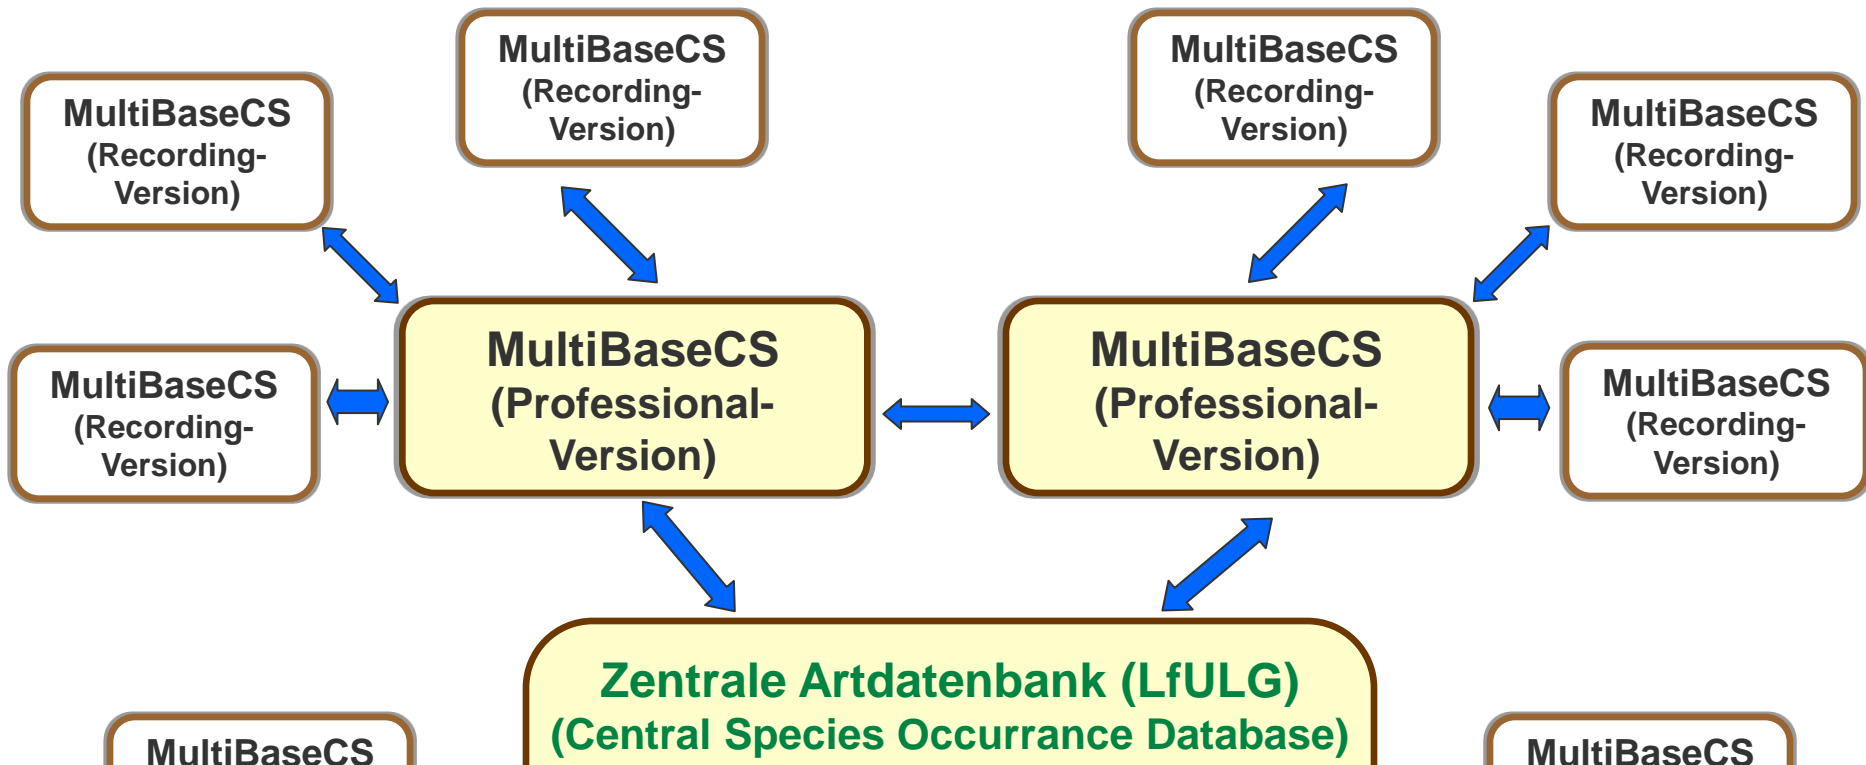 MultiBaseCS
(Recording-
Version)
MultiBaseCS
(Recording-
Version)
MultiBaseCS
(Recording-
Version)
MultiBaseCS
(Recording-
Version)
MultiBaseCS
(Recording-
Version)
MultiBaseCS
(Professional-
Version)
MultiBaseCS
(Professional-
Version)
MultiBaseCS
(Recording-
Version)
Zentrale Artdatenbank (LfULG)
(Central Species Occurrance Database)
MultiBaseCS
MultiBaseCS